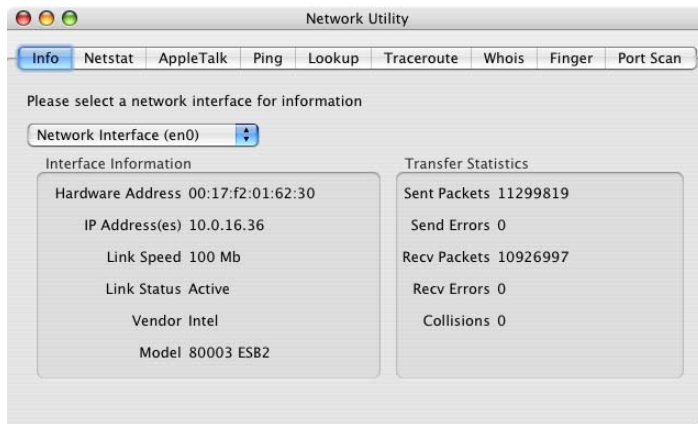 Network Utility
Info Netstat AppleTalk Ping Lookup Traceroute Whois Finger Port Scan
Please select a network interface for information
Network Interface (en0)
Interface Information
Hardware Address 00:17:f2:01:62:30
IP Address(es) 10.0.16.36
Link Speed 100 Mb
Link Status Active
Vendor Intel
Model 80003 ESB2
Transfer Statistics
Sent Packets 11299819
Send Errors 0
Recv Packets 10926997
Recv Errors 0
Collisions 0